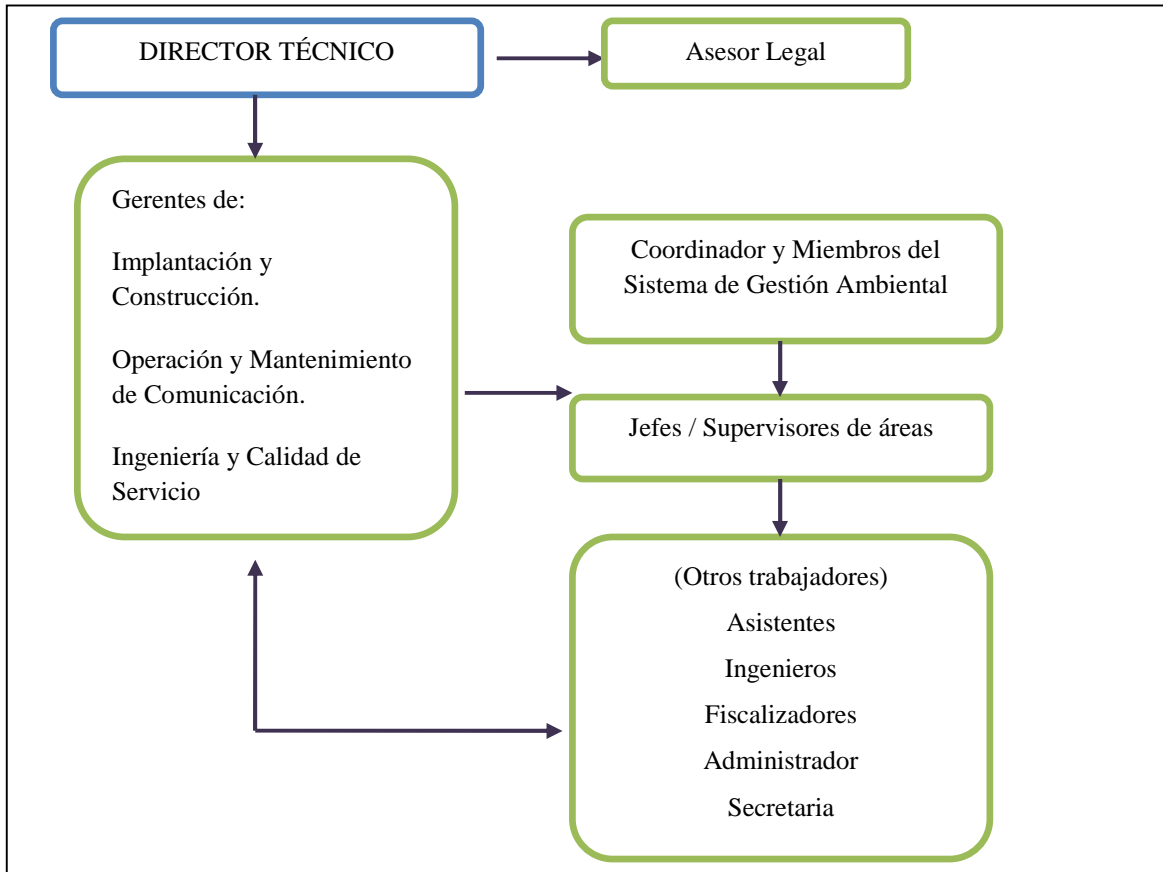 DIRECTOR TÉCNICO
Asesor Legal
Gerentes de:
Implantación y
Construcción.
Operación y Mantenimiento
de Comunicación.
Ingeniería y Calidad de
Servicio
Coordinador y Miembros del
Sistema de Gestión Ambiental
Jefes / Supervisores de áreas
(Otros trabajadores)
Asistentes
Ingenieros
Fiscalizadores
Administrador
Secretaria